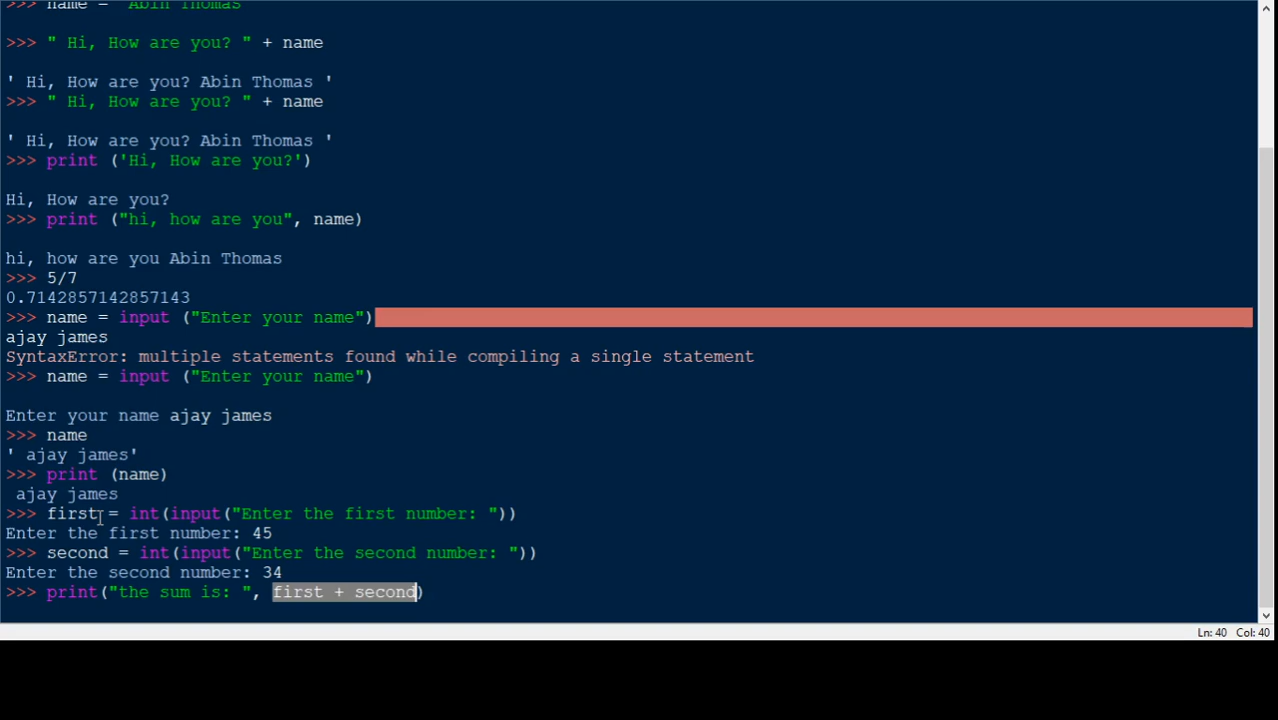 >>> name = "Abin Thomas
>>> " Hi, How are you? " + name
' Hi, How are you? Abin Thomas '
>>> " Hi, How are you? " + name
' Hi, How are you? Abin Thomas '
>>> print ('Hi, How are you?')
Hi, How are you?
>>> print ("hi, how are you", name)
hi, how are you Abin Thomas
>>> 5/7
0.7142857142857143
>>> name = input ("Enter your name")
ajay james
SyntaxError: multiple statements found while compiling a single statement
>>> name = input ("Enter your name")
Enter your name ajay james
>>> name
' ajay james'
>>> print (name)
ajay james
>>> first = int(input("Enter the first number: "))
Enter the first number: 45
>>> second = int(input("Enter the second number: "))
Enter the second number: 34
>>> print("the sum is: ", first + second)
Ln: 40 Col: 40